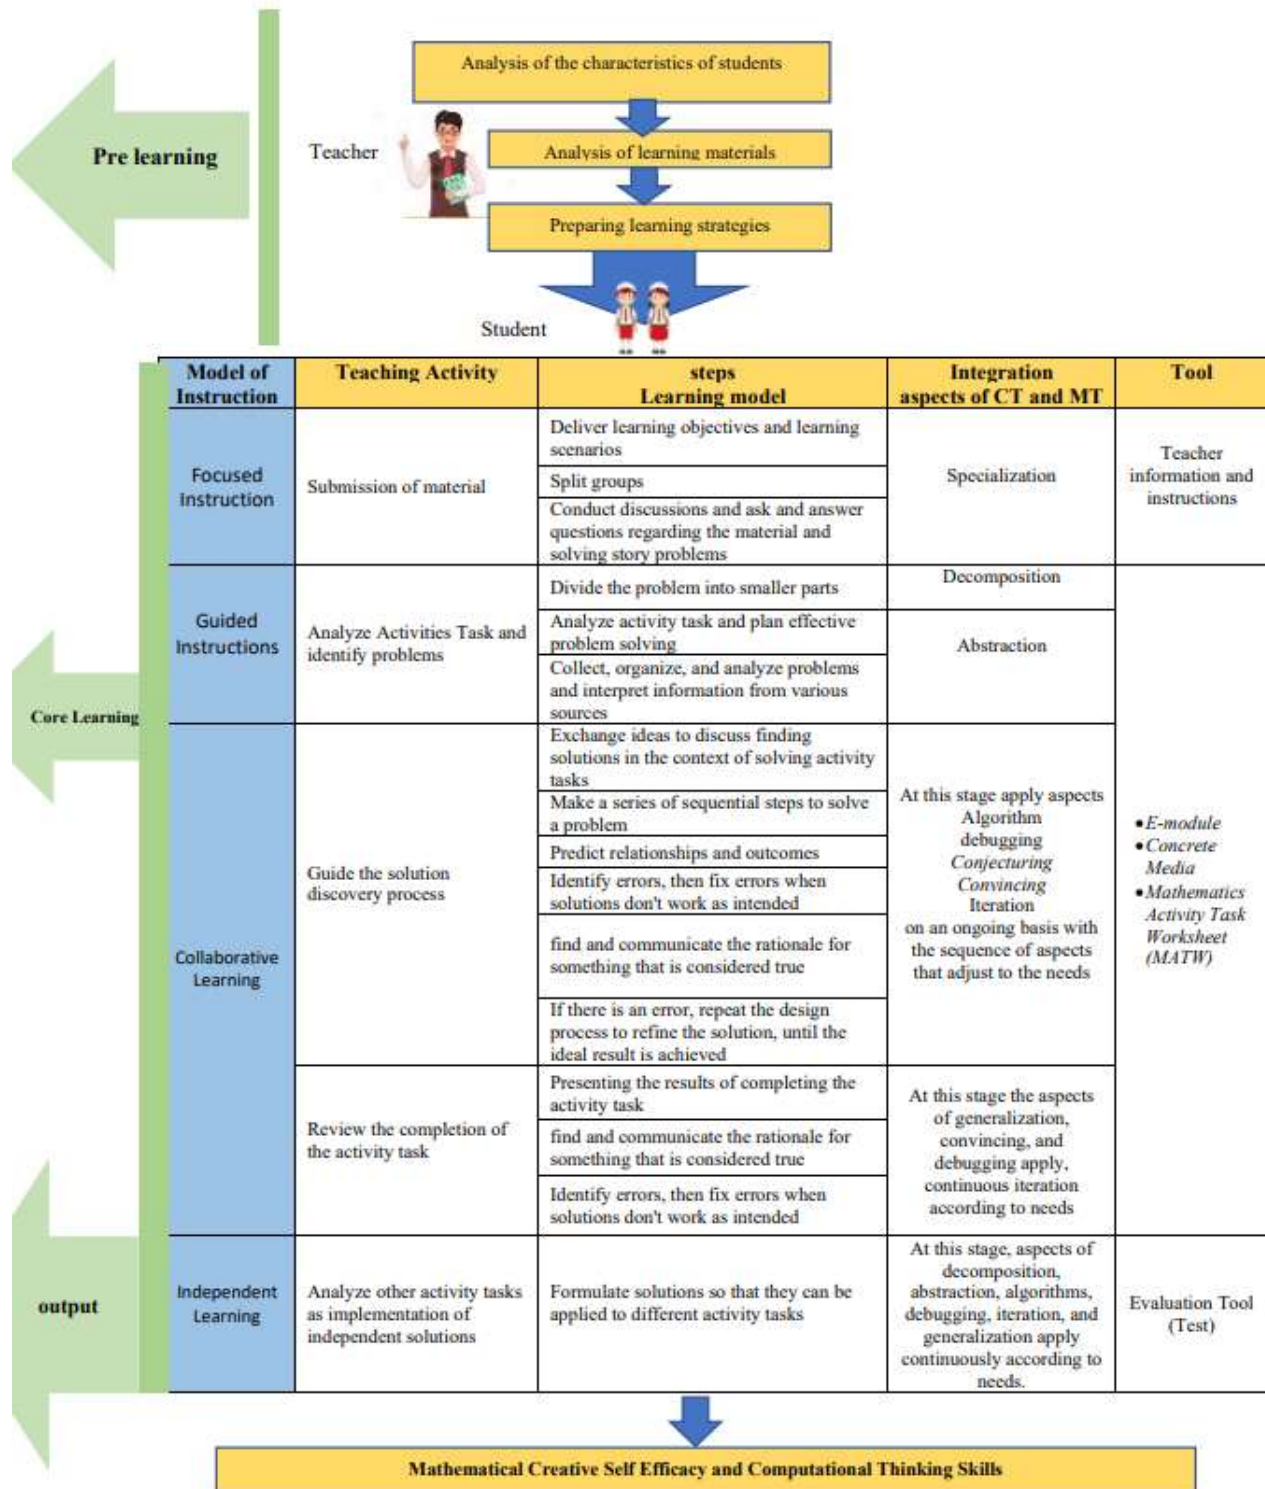 Analysis of the characteristics of students
Pre learning
Teacher
Analysis of learning materials
Preparing learning strategies
Student
Model of
Instruction
Teaching Activity
steps
Learning model
Integration
aspects of CT and MT
Tool
Focused
Instruction
Submission of material
Deliver learning objectives and learning
scenarios
Split groups
Conduct discussions and ask and answer
questions regarding the material and
solving story problems
Specialization
Teacher
information and
instructions
Core Learning
Guided
Instructions
Analyze Activities Task and
identify problems
Divide the problem into smaller parts
Analyze activity task and plan effective
problem solving
Collect, organize, and analyze problems
and interpret information from various
sources
Decomposition
Abstraction
Collaborative
Learning
Guide the solution
discovery process
Exchange ideas to discuss finding
solutions in the context of solving activity
tasks
Make a series of sequential steps to solve
a problem
Predict relationships and outcomes
Identify errors, then fix errors when
solutions don't work as intended
find and communicate the rationale for
something that is considered true
If there is an error, repeat the design
process to refine the solution, until the
ideal result is achieved
At this stage apply aspects
Algorithm
debugging
Conjecturing
Convincing
Iteration
on an ongoing basis with
the sequence of aspects
that adjust to the needs
• E-module
• Concrete
Media
• Mathematics
Activity Task
Worksheet
(MATW)
Review the completion of
the activity task
Presenting the results of completing the
activity task
find and communicate the rationale for
something that is considered true
Identify errors, then fix errors when
solutions don't work as intended
At this stage the aspects
of generalization,
convincing, and
debugging apply,
continuous iteration
according to needs
output
Independent
Learning
Analyze other activity tasks
as implementation of
independent solutions
Formulate solutions so that they can be
applied to different activity tasks
At this stage, aspects of
decomposition,
abstraction, algorithms,
debugging, iteration, and
generalization apply
continuously according to
needs.
Evaluation Tool
(Test)
Mathematical Creative Self Efficacy and Computational Thinking Skills